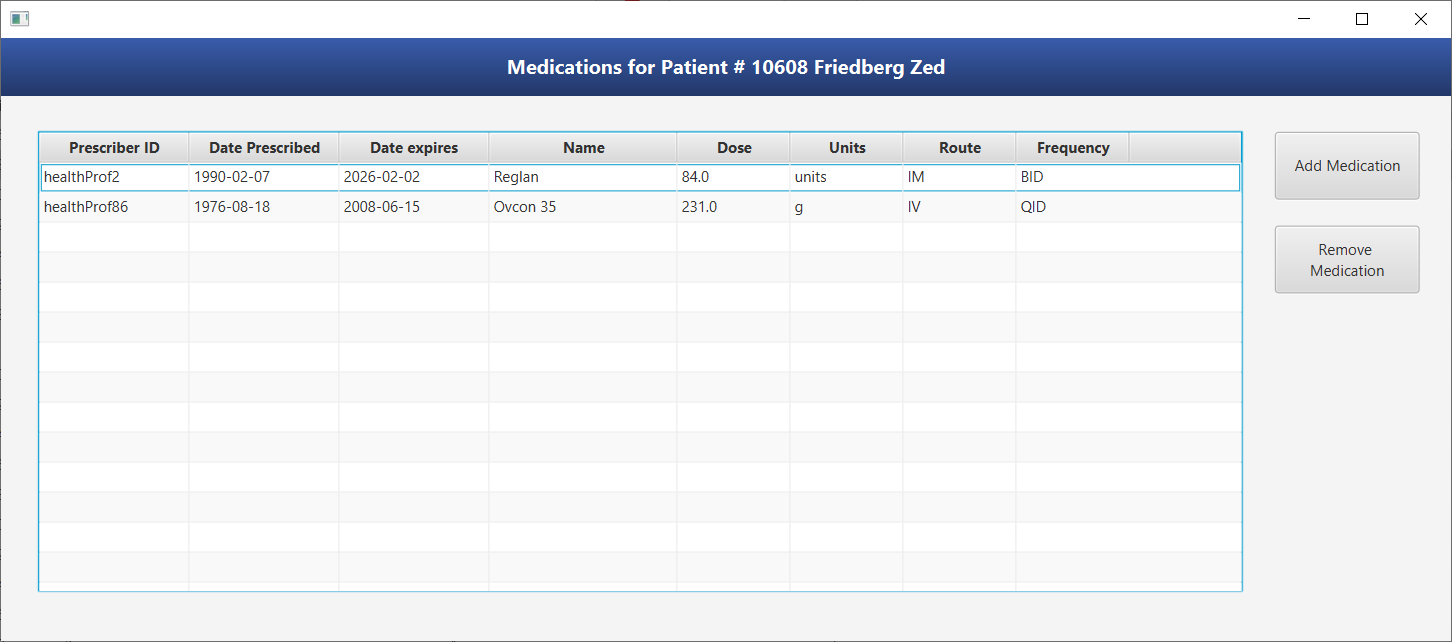 Medications for Patient # 10608 Friedberg Zed
Prescriber ID Date Prescribed Date expires Name Dose Units Route Frequency
healthProf2 1990-02-07 2026-02-02 Reglan 84.0 units IM BID
healthProf86 1976-08-18 2008-06-15 Ovcon 35 231.0 g IV QID
Add Medication
Remove
Medication